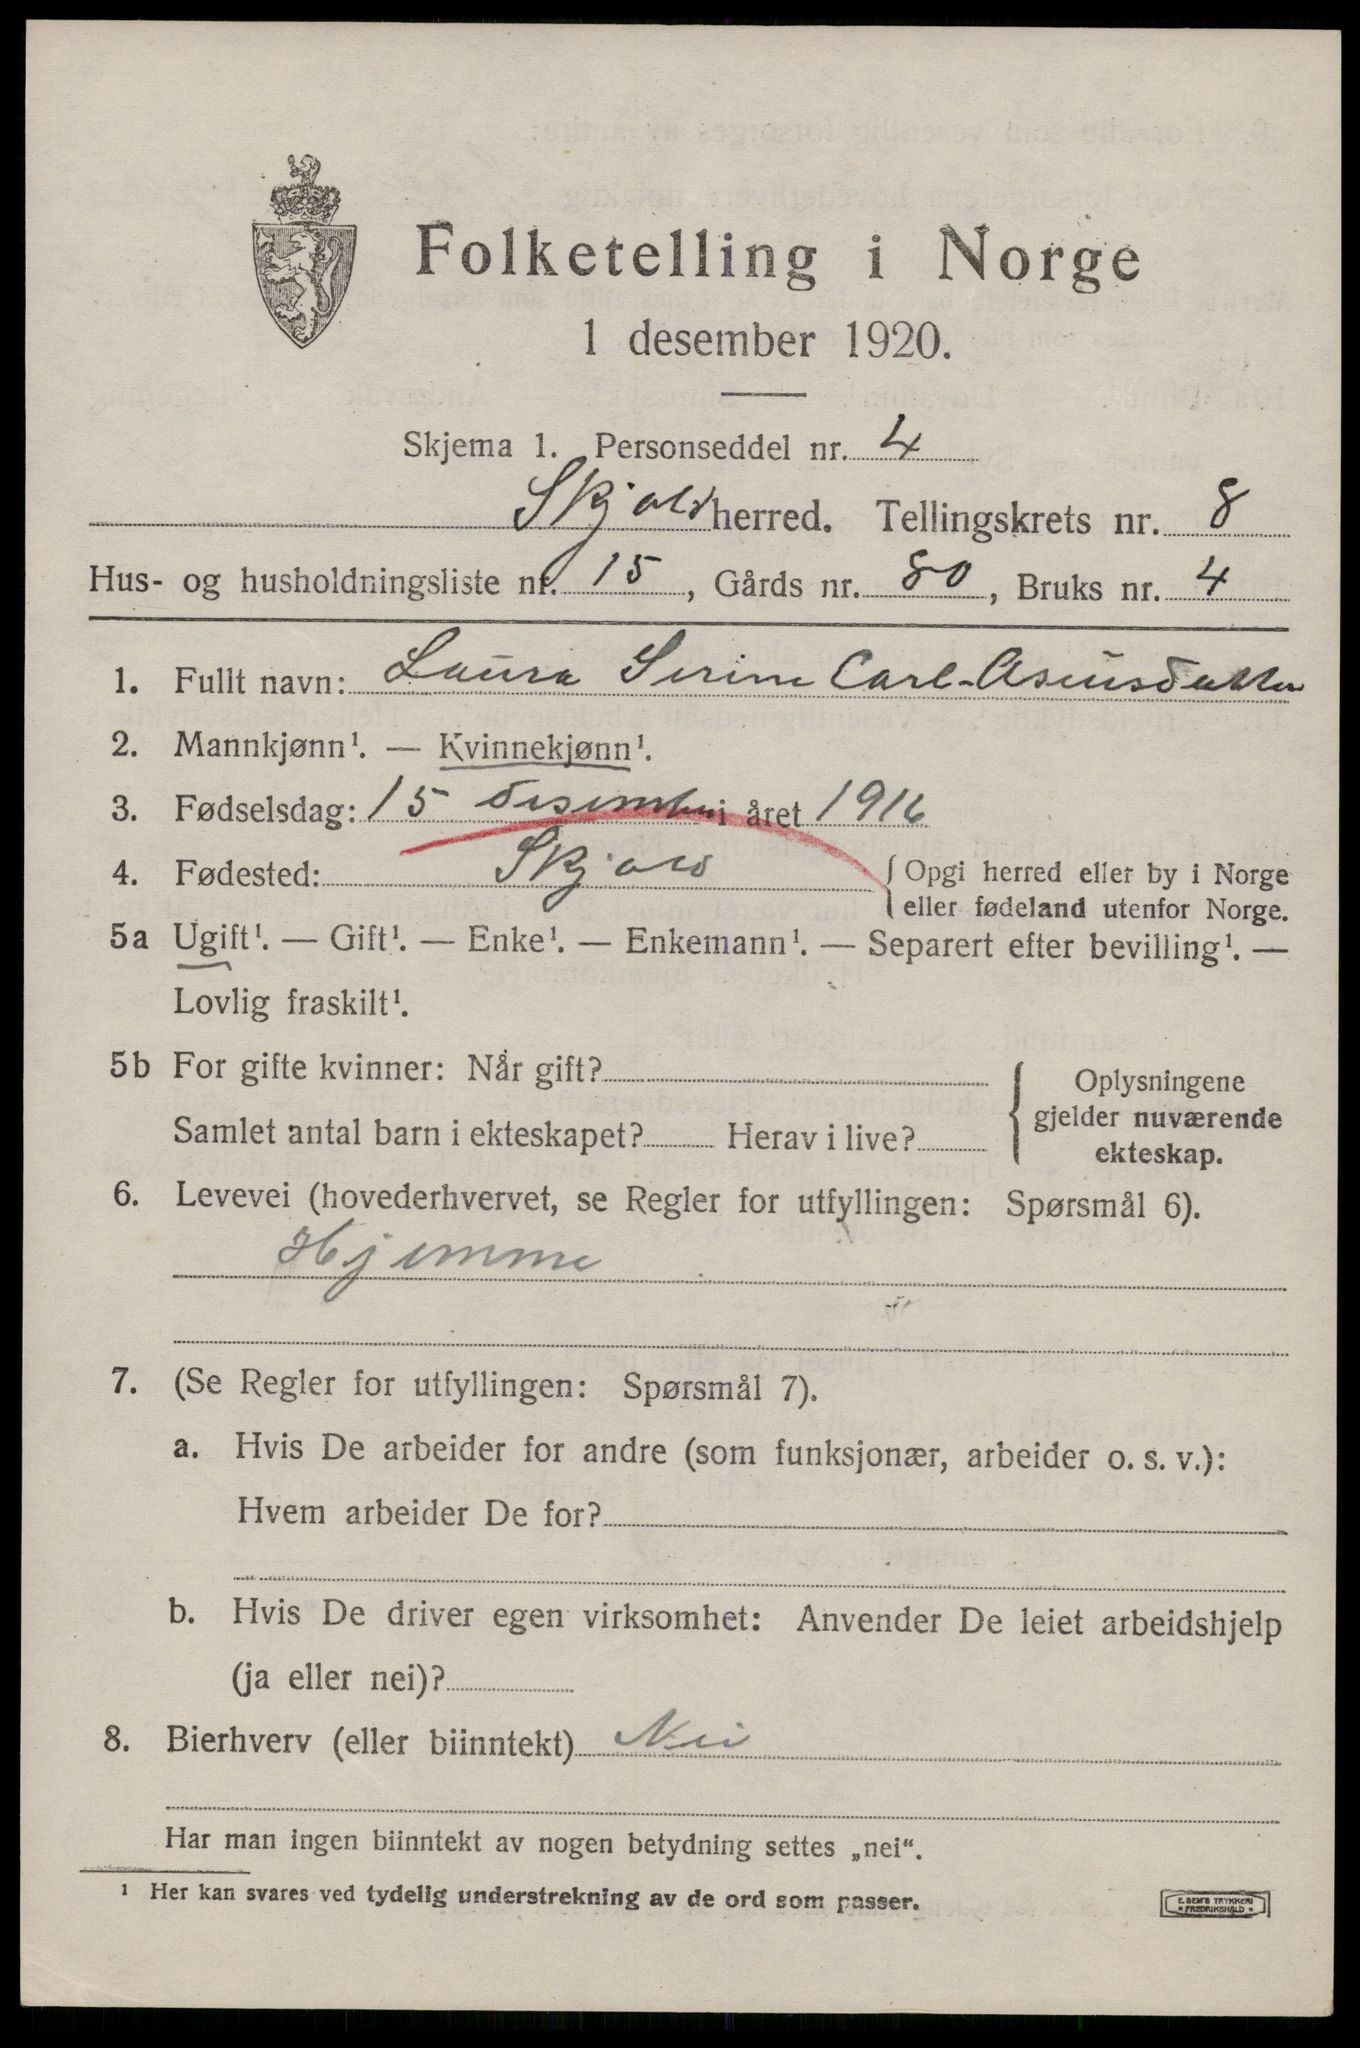 Folketelling i Norge
1 desember 1920.
Skjema 1. Personseddel nr. 4
Skjold herred. Tellingskrets nr. 8
Hus- og husholdningsliste nr. 15, Gårds nr. 80, Bruks nr. 4
1. Fullt navn: Laura Serine Carl-Aseusdatter
2. Mannkjønn¹. — Kvinnekjønn¹.
3. Fødselsdag: 15 desember i året 1916
4. Fødested: Skjold { Opgi herred eller by i Norge
eller fødeland utenfor Norge.
5a Ugift¹. — Gift¹. — Enke¹. — Enkemann¹. — Separert efter bevilling¹. —
Lovlig fraskilt¹.
5b For gifte kvinner: Når gift?
Samlet antal barn i ekteskapet? Herav i live?
{ Oplysningene
gjelder nuværende
ekteskap.
6. Levevei (hovederhvervet, se Regler for utfyllingen: Spørsmål 6).
Hjemme
7. (Se Regler for utfyllingen: Spørsmål 7).
a. Hvis De arbeider for andre (som funksjonær, arbeider o. s. v.):
Hvem arbeider De for?
b. Hvis De driver egen virksomhet: Anvender De leiet arbeidshjelp
(ja eller nei)?
8. Bierhverv (eller biinntekt) Nei
Har man ingen biinntekt av nogen betydning settes „nei“.
¹ Her kan svares ved tydelig understrekning av de ord som passer.
E. SEM'S TRYKKERI
* FREDRIKSHALD *